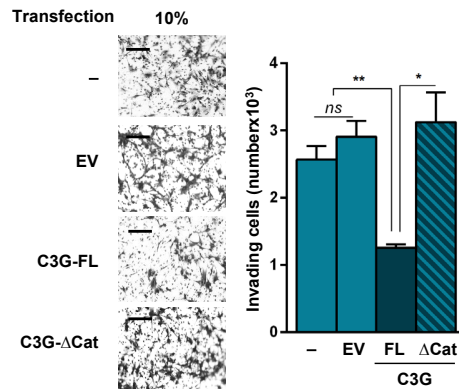 Transfection 10%
–
EV
C3G-FL
C3G-ΔCat
Invading cells (numberx10³)
4
3
2
1
0
ns
**
*
– EV FL ΔCat
C3G